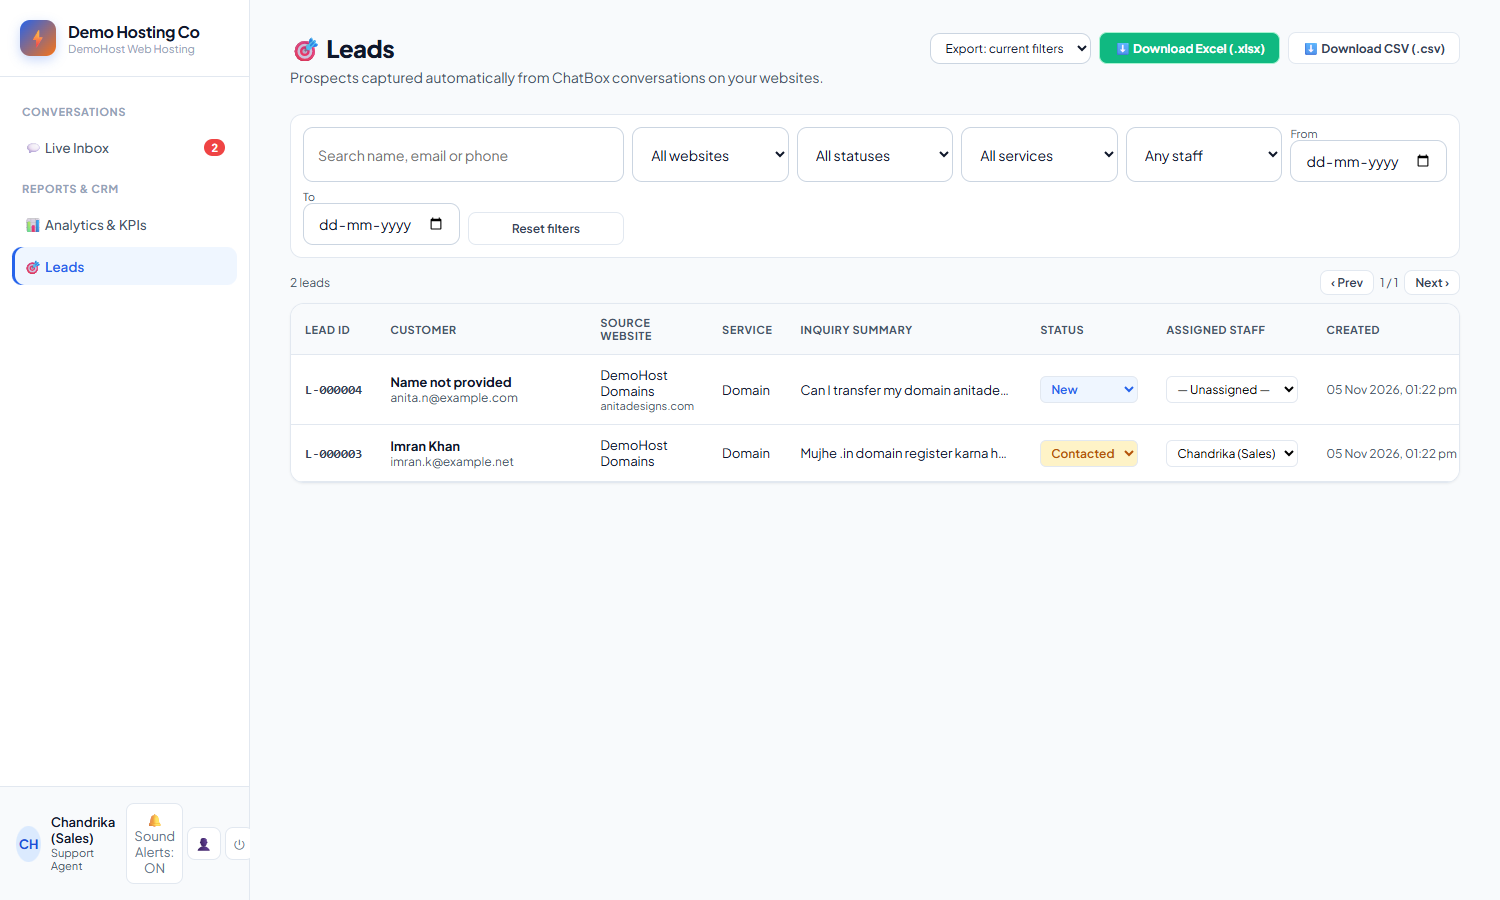 Demo Hosting Co
DemoHost Web Hosting
CONVERSATIONS
Live Inbox 2
REPORTS & CRM
Analytics & KPIs
Leads
CH
Chandrika (Sales)
Support Agent
Sound Alerts: ON
Leads
Prospects captured automatically from ChatBox conversations on your websites.
Export: current filters
Download Excel (.xlsx)
Download CSV (.csv)
Search name, email or phone
All websites
All statuses
All services
Any staff
From
dd-mm-yyyy
To
dd-mm-yyyy
Reset filters
2 leads
‹ Prev 1 / 1 Next ›
LEAD ID CUSTOMER SOURCE WEBSITE SERVICE INQUIRY SUMMARY STATUS ASSIGNED STAFF CREATED
L-000004
Name not provided
anita.n@example.com
DemoHost Domains
anitadesigns.com
Domain
Can I transfer my domain anitade...
New
— Unassigned —
05 Nov 2026, 01:22 pm
L-000003
Imran Khan
imran.k@example.net
DemoHost Domains
Domain
Mujhe .in domain register karna h...
Contacted
Chandrika (Sales)
05 Nov 2026, 01:22 pm